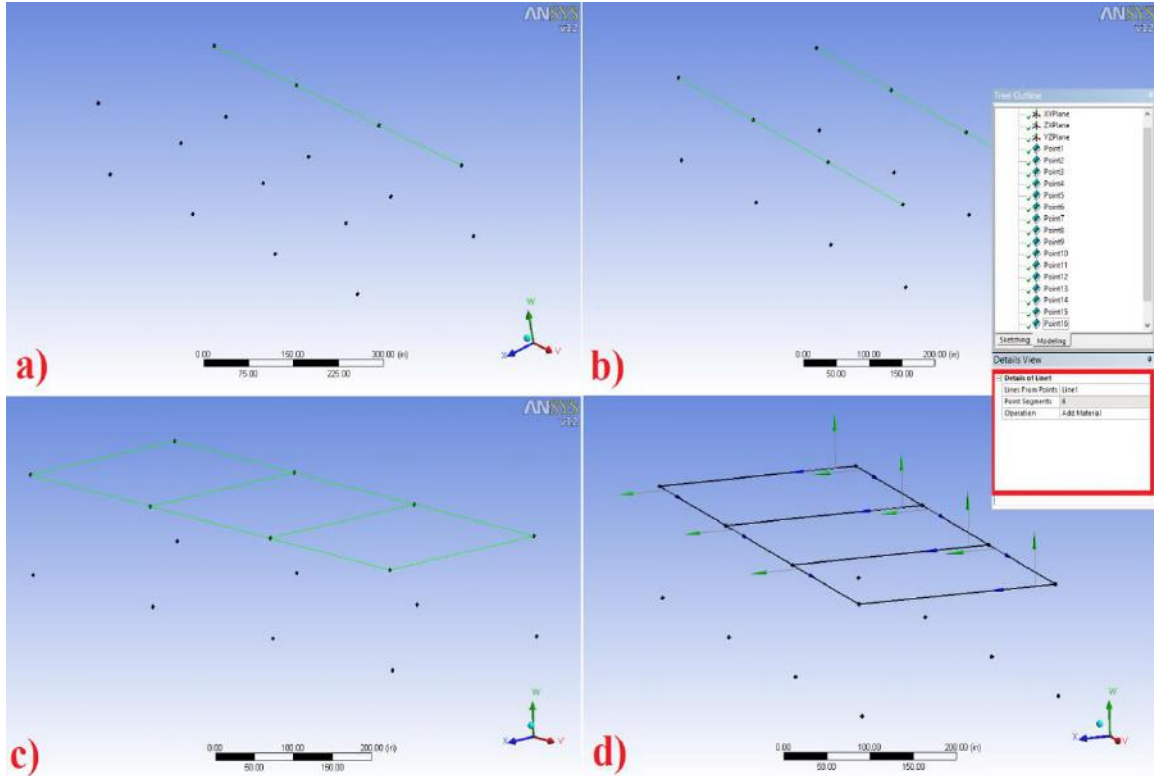 ANSYS
v12
0.00 150.00 300.00 (in)
75.00 225.00
W
X Y
a)
ANSYS
v12
0.00 100.00 200.00 (in)
50.00 150.00
b)
Tree Outline
XYPlane
ZXPlane
YZPlane
Point1
Point2
Point3
Point4
Point5
Point6
Point7
Point8
Point9
Point10
Point11
Point12
Point13
Point14
Point15
Point16
Sketching Modeling
Details View
Details of Line1
Lines From Points Line1
Point Segments
Operation Add Material
ANSYS
v12
0.00 100.00 200.00 (in)
50.00 150.00
W
X Y
c)
0.00 100.00 200.00 (in)
50.00 150.00
W
X Y
d)